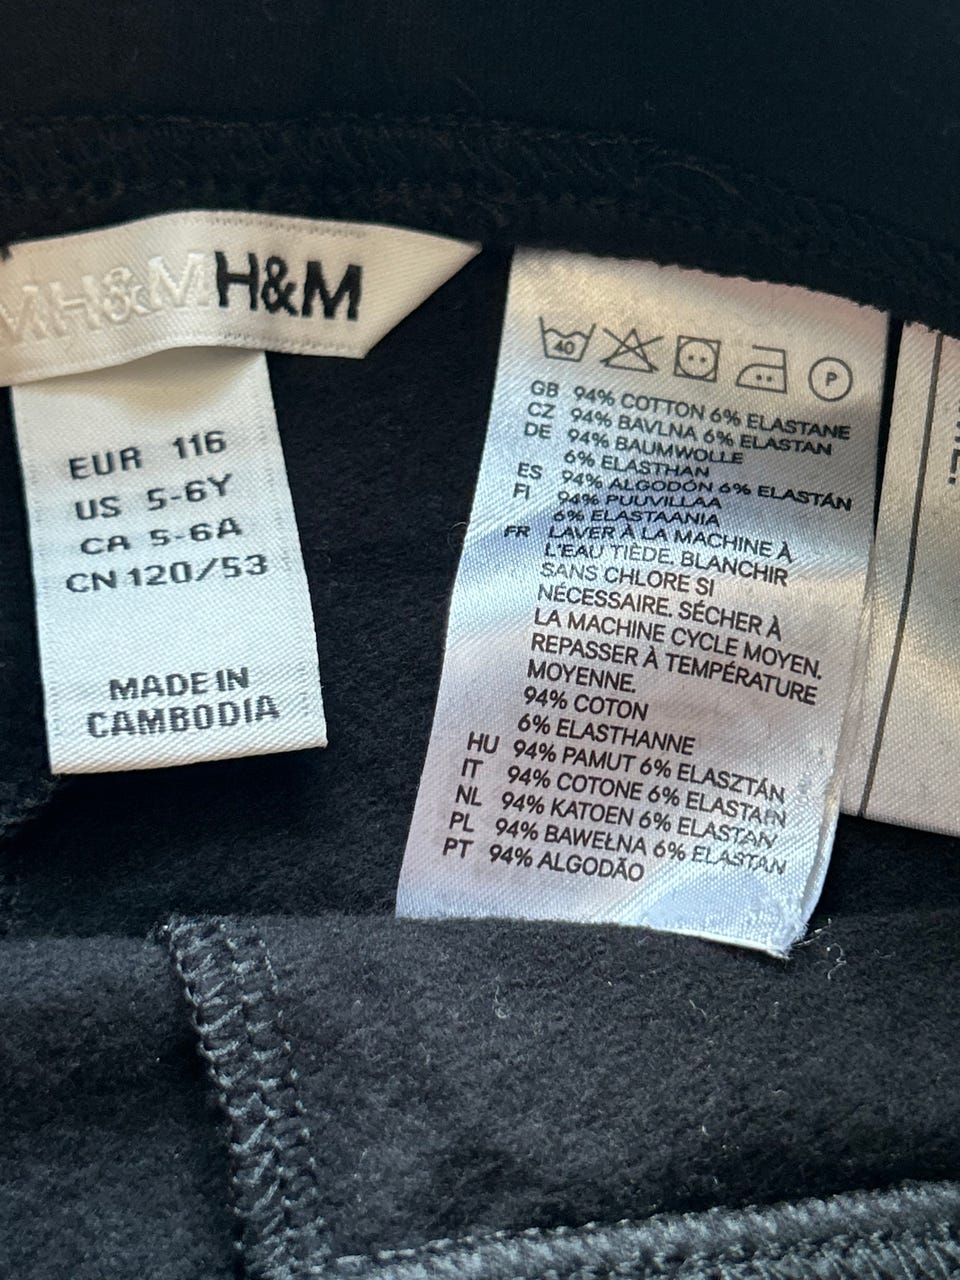 H&M H&M
EUR 116
US 5-6Y
CA 5-6A
CN 120/53
MADE IN
CAMBODIA
40
P
GB 94% COTTON 6% ELASTANE
CZ 94% BAVLNA 6% ELASTAN
DE 94% BAUMWOLLE
6% ELASTHAN
ES 94% ALGODÓN 6% ELASTÁN
FI 94% PUUVILLAA
6% ELASTAANIA
FR LAVER À LA MACHINE À
L'EAU TIÈDE. BLANCHIR
SANS CHLORE SI
NÉCESSAIRE. SÉCHER À
LA MACHINE CYCLE MOYEN.
REPASSER À TEMPÉRATURE
MOYENNE.
94% COTON
6% ELASTHANNE
HU 94% PAMUT 6% ELASZTÁN
IT 94% COTONE 6% ELASTAIN
NL 94% KATOEN 6% ELASTAN
PL 94% BAWEŁNA 6% ELASTAN
PT 94% ALGODÃO